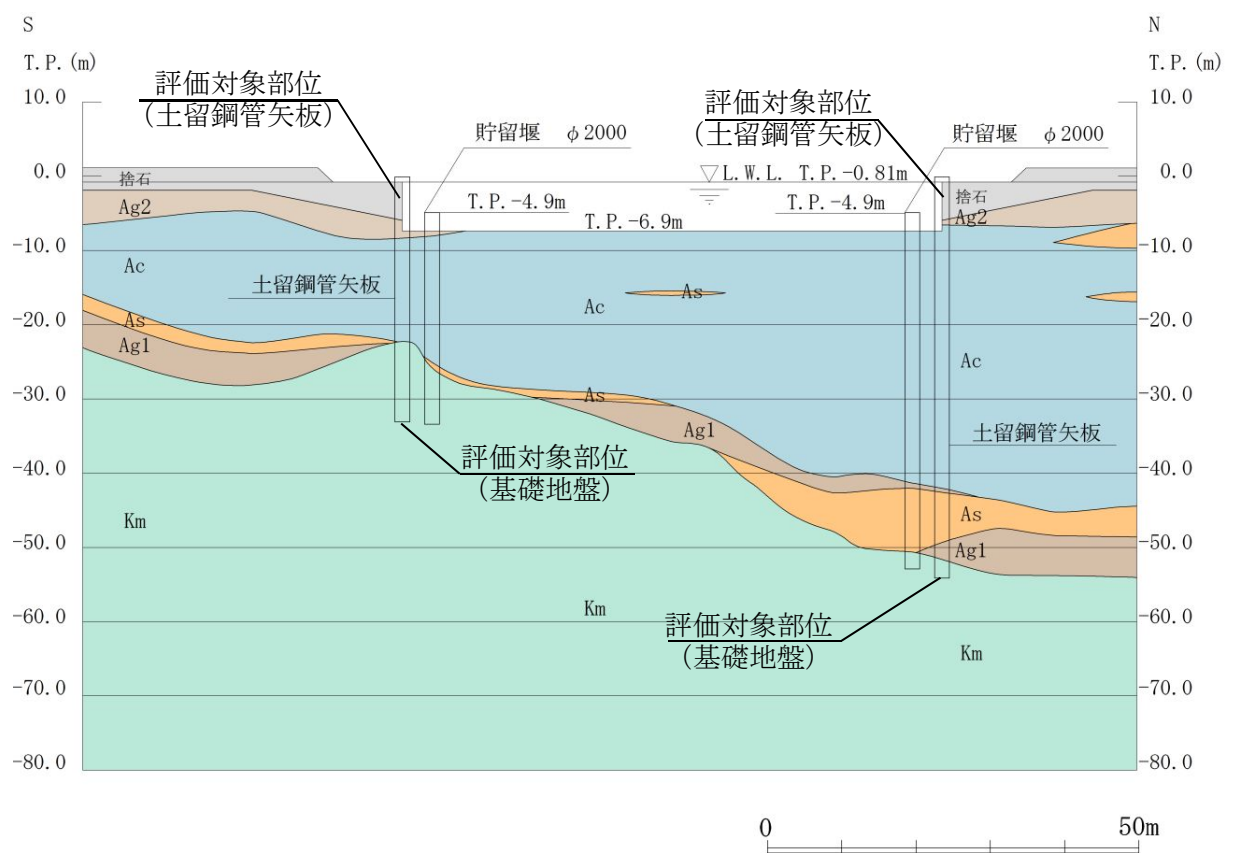 S
N
T.P.(m)
T.P.(m)
評価対象部位
(土留鋼管矢板)
評価対象部位
(土留鋼管矢板)
10.0
10.0
貯留堰 φ2000
貯留堰 φ2000
0.0
0.0
捨石
▽L.W.L. T.P.-0.81m
捨石
Ag2
T.P.-4.9m
T.P.-4.9m
T.P.-6.9m
Ag2
-10.0
-10.0
Ac
土留鋼管矢板
As
Ac
-20.0
-20.0
As
Ag1
Ac
-30.0
-30.0
As
Ag1
土留鋼管矢板
-40.0
-40.0
評価対象部位
(基礎地盤)
Km
As
-50.0
-50.0
Ag1
Km
-60.0
-60.0
評価対象部位
(基礎地盤)
Km
-70.0
-70.0
-80.0
-80.0
0
50m